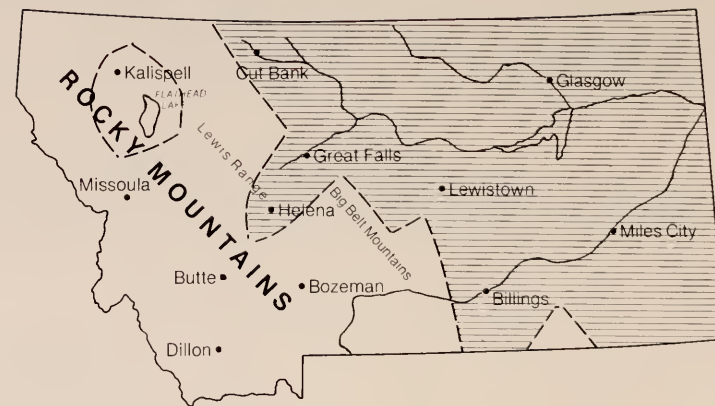 Kalispell
FLATHEAD
LAKE
Cut Bank
Glasgow
ROCKY MOUNTAINS
Lewis Range
Great Falls
Missoula
Lewistown
Helena
Big Belt Mountains
Miles City
Butte
Bozeman
Billings
Dillon